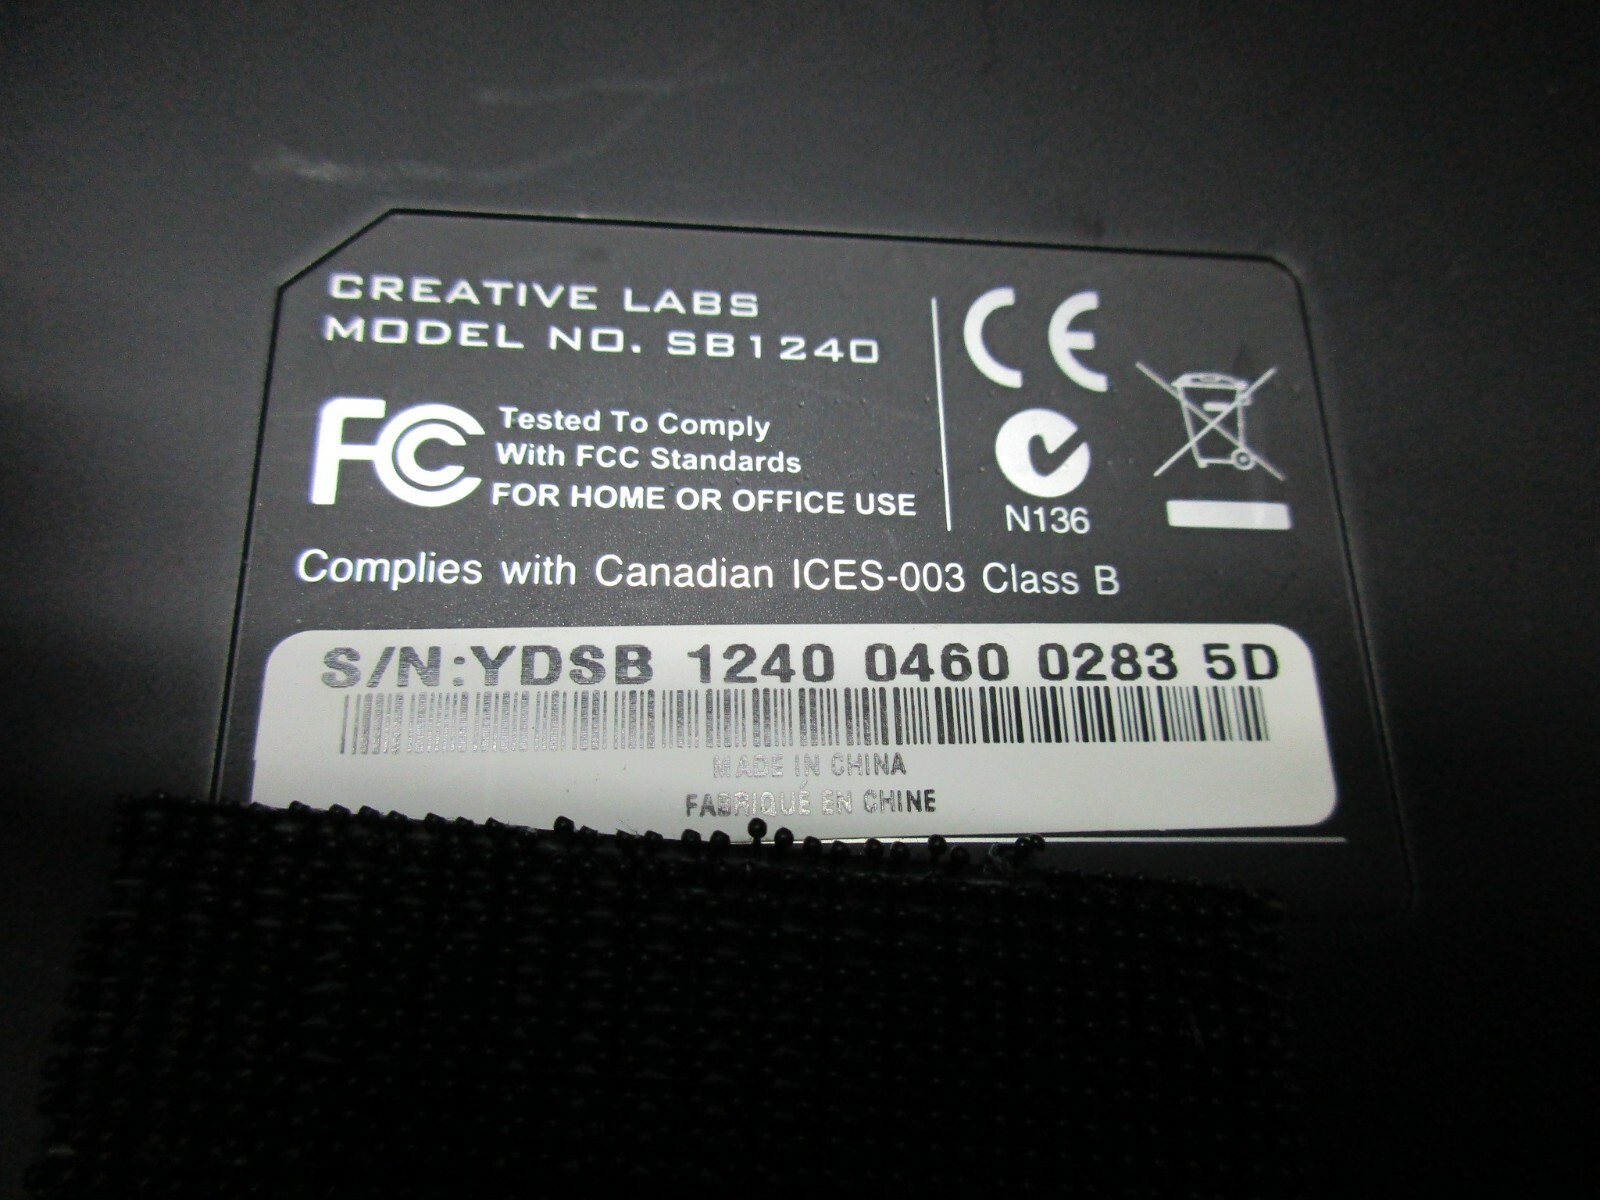 CREATIVE LABS
MODEL NO. SB1240
FC Tested To Comply
With FCC Standards
FOR HOME OR OFFICE USE
CE
N136
Complies with Canadian ICES-003 Class B
S/N:YDSB 1240 0460 0283 5D
MADE IN CHINA
FABRIQUÉ EN CHINE